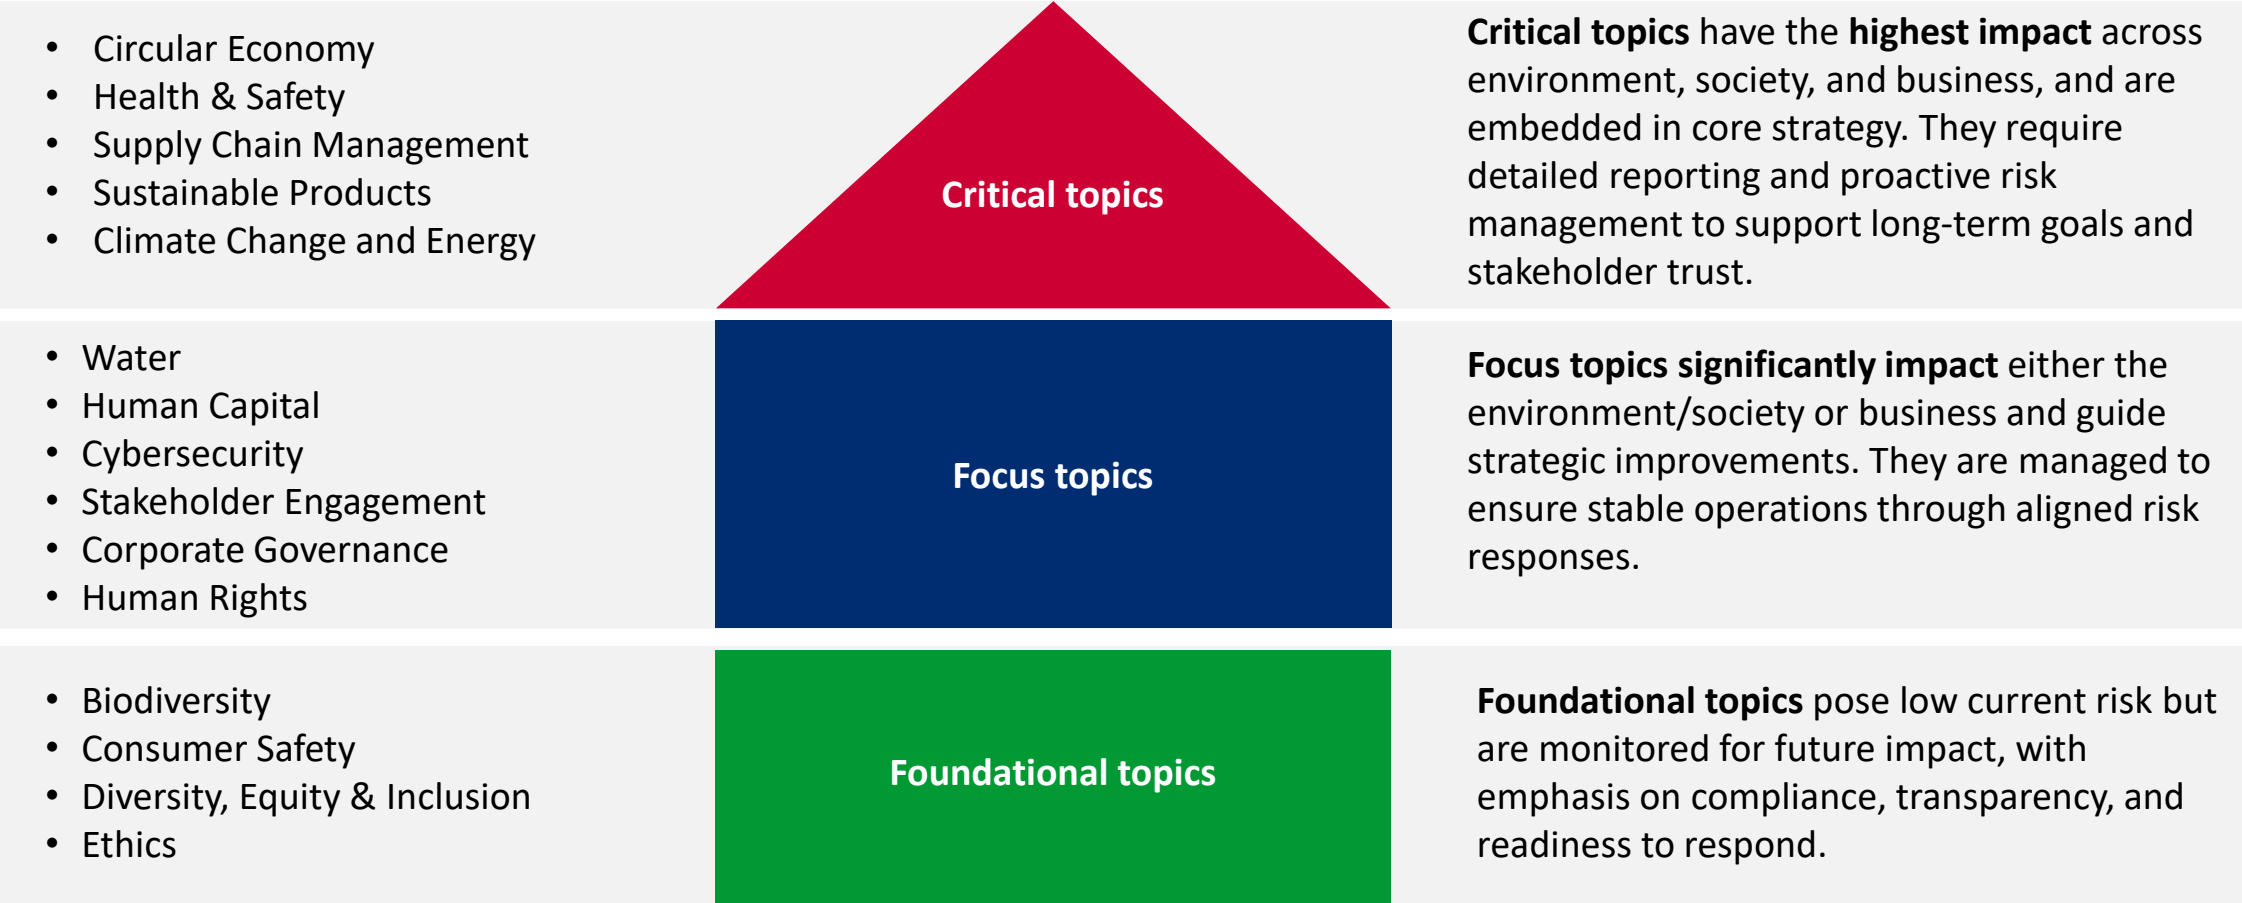 • Circular Economy
• Health & Safety
• Supply Chain Management
• Sustainable Products
• Climate Change and Energy
Critical topics
Critical topics have the highest impact across
environment, society, and business, and are
embedded in core strategy. They require
detailed reporting and proactive risk
management to support long-term goals and
stakeholder trust.
• Water
• Human Capital
• Cybersecurity
• Stakeholder Engagement
• Corporate Governance
• Human Rights
Focus topics
Focus topics significantly impact either the
environment/society or business and guide
strategic improvements. They are managed to
ensure stable operations through aligned risk
responses.
• Biodiversity
• Consumer Safety
• Diversity, Equity & Inclusion
• Ethics
Foundational topics
Foundational topics pose low current risk but
are monitored for future impact, with
emphasis on compliance, transparency, and
readiness to respond.